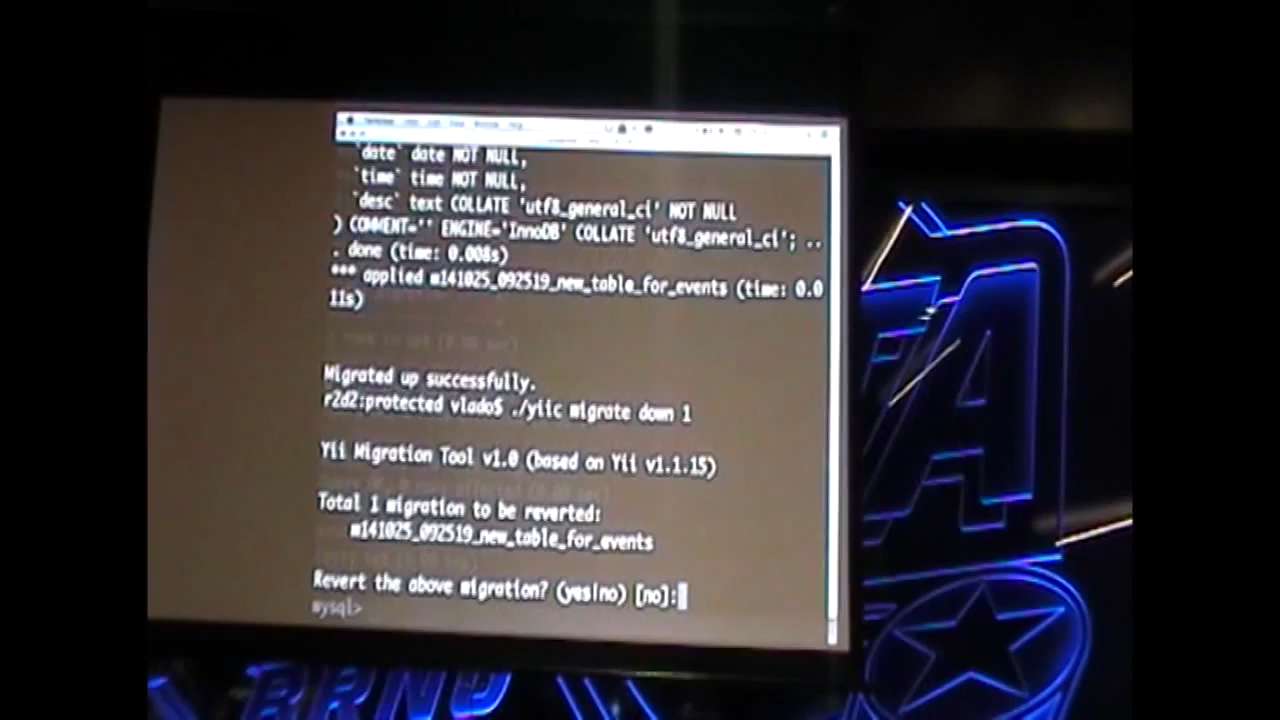 `date` date NOT NULL,
`time` time NOT NULL,
`desc` text COLLATE 'utf8_general_ci' NOT NULL
) COMMENT='' ENGINE='InnoDB' COLLATE 'utf8_general_ci'; ..
. done (time: 0.008s)
*** applied m141025_092519_new_table_for_events (time: 0.0
11s)
Migrated up successfully.
r2d2:protected vlado$ ./yiic migrate down 1
Yii Migration Tool v1.0 (based on Yii v1.1.15)
Total 1 migration to be reverted:
m141025_092519_new_table_for_events
Revert the above migration? (yes|no) [no]:
mysql>